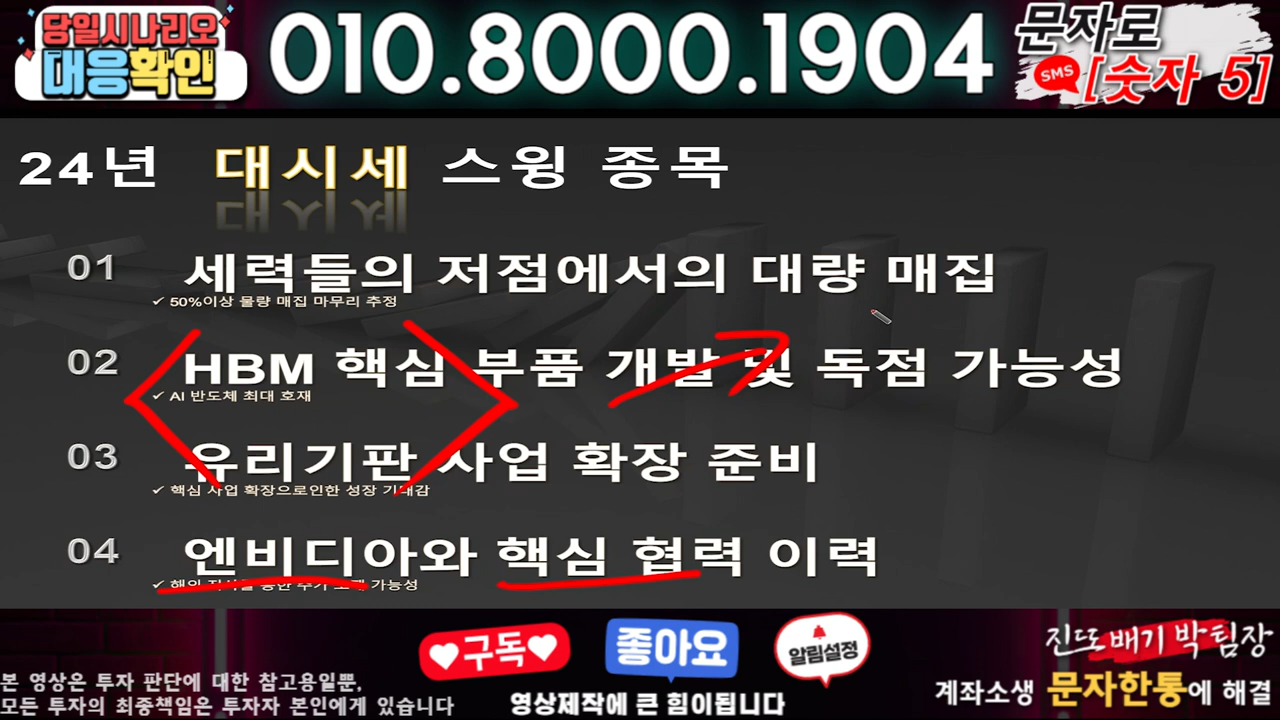 당일시나리오
대응확인
010.8000.1904
문자로
SMS [숫자 5]
24년 대시세 스윙 종목
01 세력들의 저점에서의 대량 매집
✓ 50%이상 물량 매집 마무리 추정
02 HBM 핵심 부품 개발 및 독점 가능성
✓ AI 반도체 최대 호재
03 유리기판 사업 확장 준비
✓ 핵심 사업 확장으로인한 성장 기대감
04 엔비디아와 핵심 협력 이력
✓ 가능성
구독
좋아요
알림설정
영상제작에 큰 힘이됩니다
본 영상은 투자 판단에 대한 참고용일뿐,
모든 투자의 최종책임은 투자자 본인에게 있습니다
진또배기 박팀장
계좌소생 문자한통에 해결